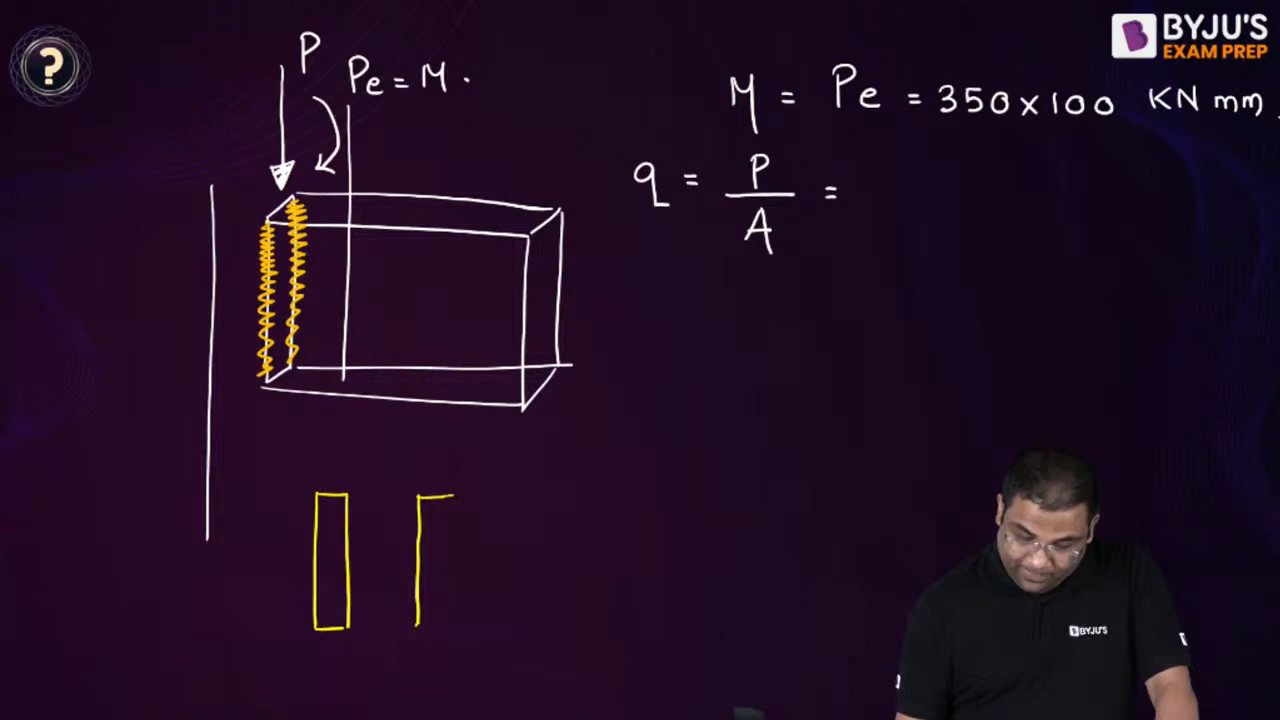 ?
BYJU'S
EXAM PREP
P
Pe = M .
M = Pe = 350 x 100 KN mm
q = P / A =
BYJU'S